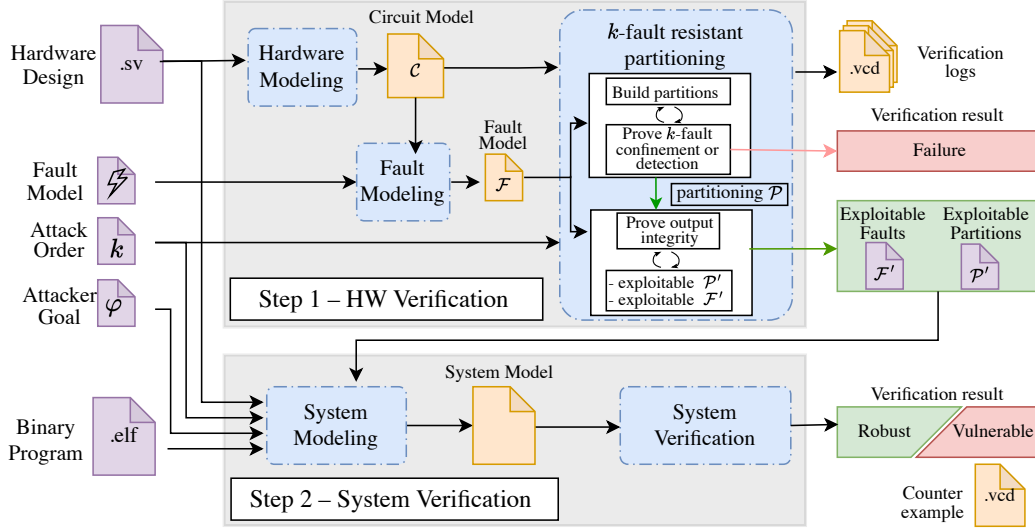 Hardware
Design
.sv
Circuit Model
Hardware
Modeling
𝒞
k-fault resistant
partitioning
Build partitions
Prove k-fault
confinement or
detection
.vcd
Verification
logs
Verification result
Failure
Fault
Model
Fault
Modeling
Fault
Model
ℱ
partitioning 𝒫
Attack
Order
k
Prove output
integrity
- exploitable 𝒫′
- exploitable ℱ′
Exploitable
Faults
ℱ′
Exploitable
Partitions
𝒫′
Attacker
Goal
φ
Step 1 – HW Verification
Binary
Program
.elf
System
Modeling
System Model
System
Verification
Verification result
Robust
Vulnerable
Step 2 – System Verification
Counter
example
.vcd